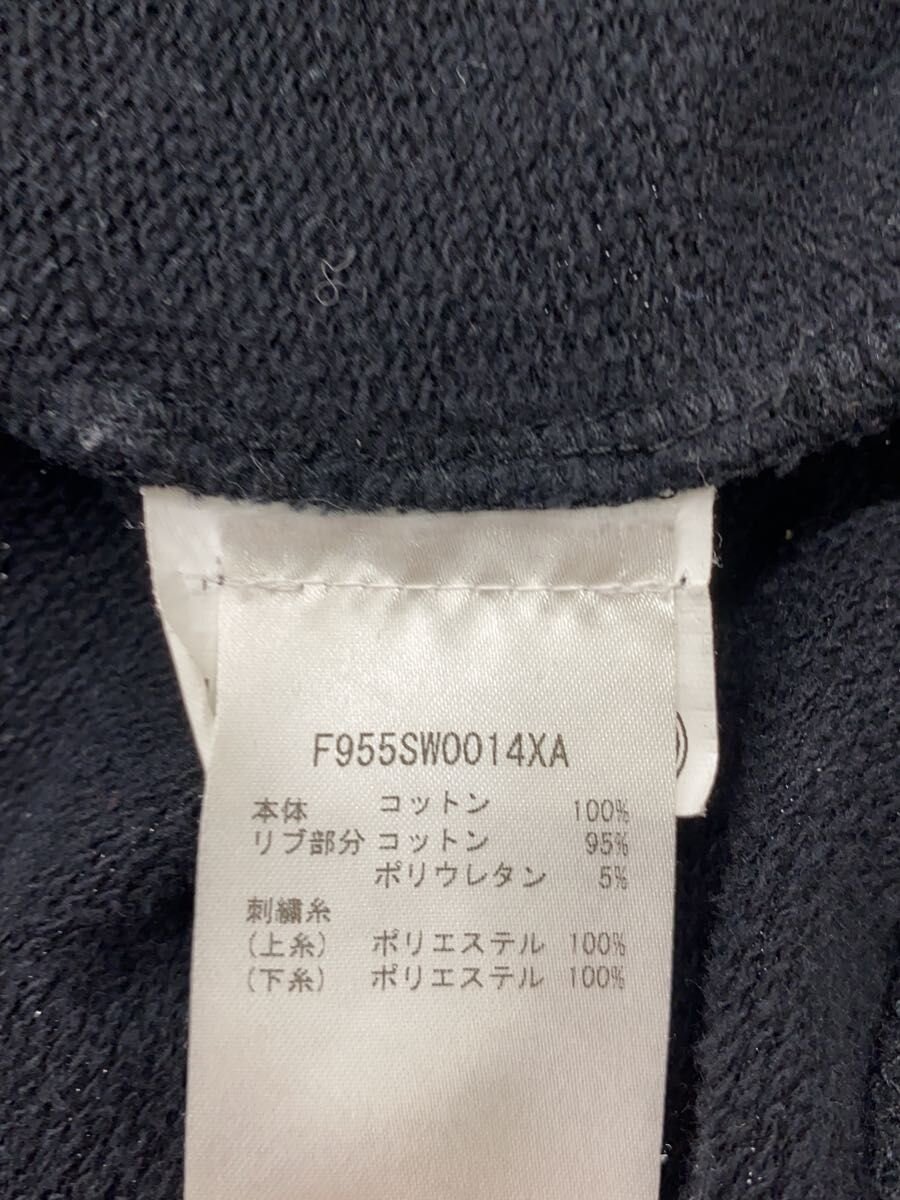 F955SW0014XA
本体 コットン 100%
リブ部分 コットン 95%
ポリウレタン 5%
刺繍糸
(上糸) ポリエステル 100%
(下糸) ポリエステル 100%